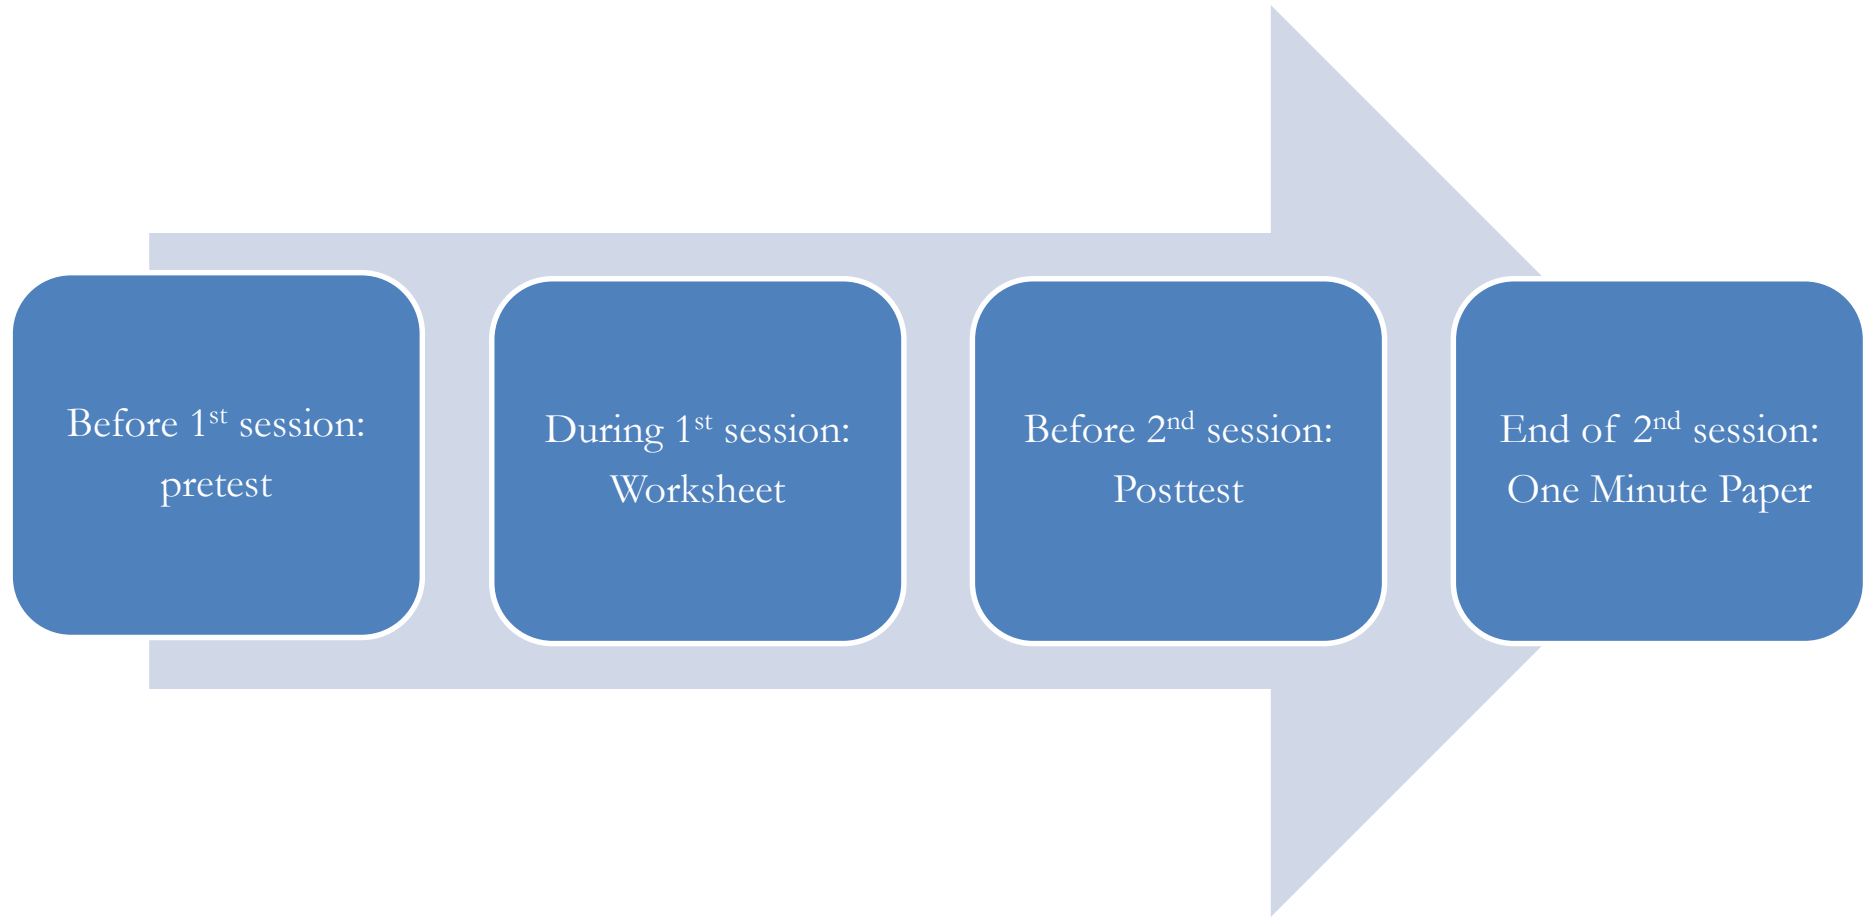 Before 1st session:
pretest
During 1st session:
Worksheet
Before 2nd session:
Posttest
End of 2nd session:
One Minute Paper